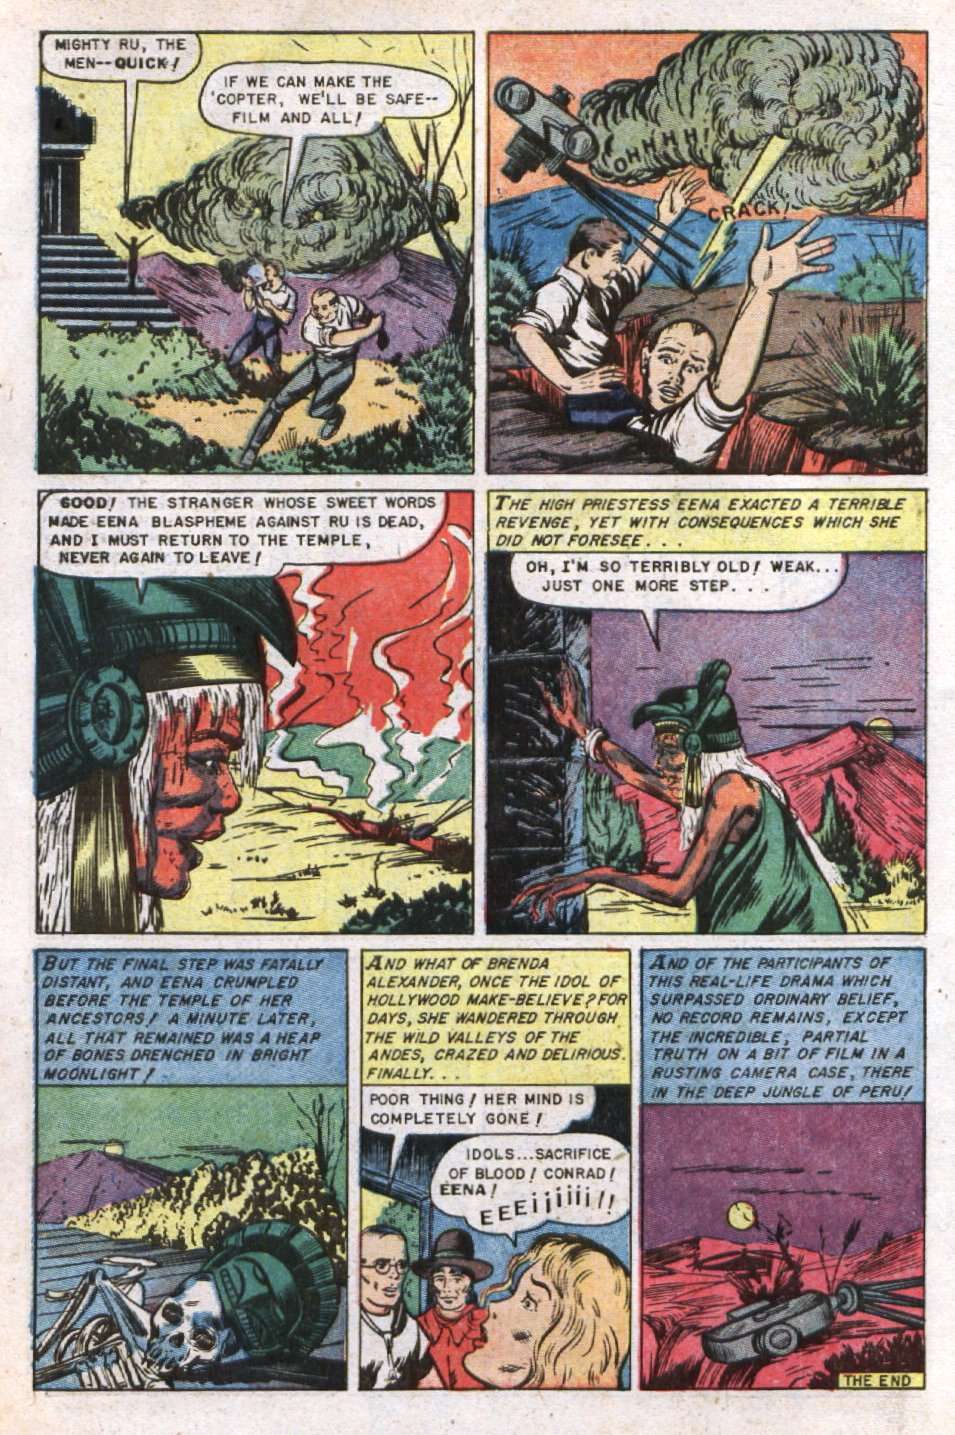 MIGHTY RU, THE
MEN--QUICK!
IF WE CAN MAKE THE
'COPTER, WE'LL BE SAFE--
FILM AND ALL!
OHHHH!
CRACK!
GOOD! THE STRANGER WHOSE SWEET WORDS
MADE EENA BLASPHEME AGAINST RU IS DEAD,
AND I MUST RETURN TO THE TEMPLE,
NEVER AGAIN TO LEAVE!
THE HIGH PRIESTESS EENA EXACTED A TERRIBLE
REVENGE, YET WITH CONSEQUENCES WHICH SHE
DID NOT FORESEE...
OH, I'M SO TERRIBLY OLD! WEAK...
JUST ONE MORE STEP...
BUT THE FINAL STEP WAS FATALLY
DISTANT, AND EENA CRUMPLED
BEFORE THE TEMPLE OF HER
ANCESTORS! A MINUTE LATER,
ALL THAT REMAINED WAS A HEAP
OF BONES DRENCHED IN BRIGHT
MOONLIGHT!
AND WHAT OF BRENDA
ALEXANDER, ONCE THE IDOL OF
HOLLYWOOD MAKE-BELIEVE? FOR
DAYS, SHE WANDERED THROUGH
THE WILD VALLEYS OF THE
ANDES, CRAZED AND DELIRIOUS.
FINALLY...
POOR THING! HER MIND IS
COMPLETELY GONE!
IDOLS...SACRIFICE
OF BLOOD! CONRAD!
EENA!
EEEiiiiii!!
AND OF THE PARTICIPANTS OF
THIS REAL-LIFE DRAMA WHICH
SURPASSED ORDINARY BELIEF,
NO RECORD REMAINS, EXCEPT
THE INCREDIBLE, PARTIAL
TRUTH ON A BIT OF FILM IN A
RUSTING CAMERA CASE, THERE
IN THE DEEP JUNGLE OF PERU!
THE END